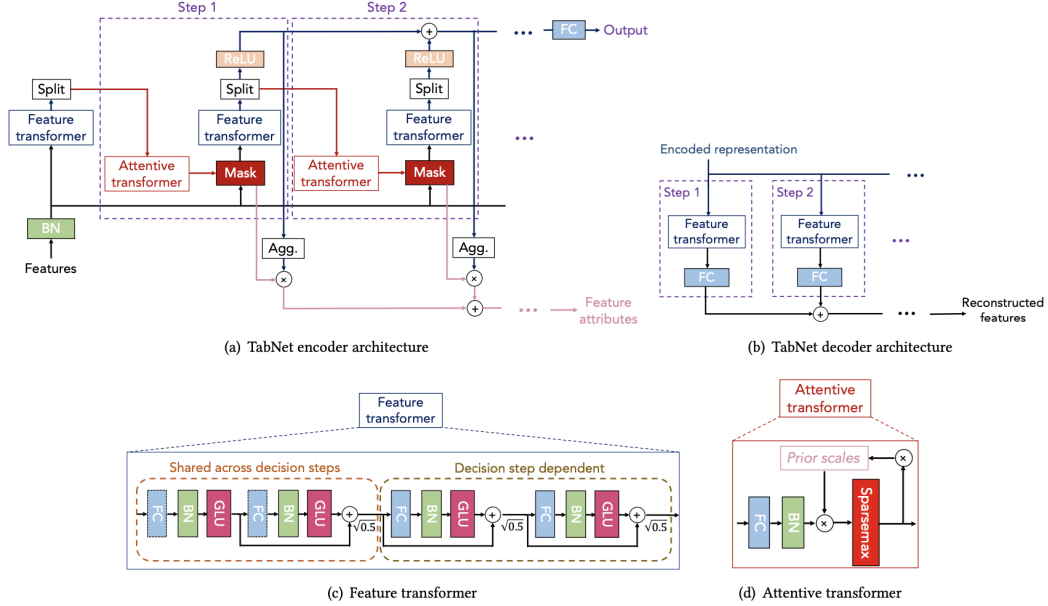 Step 1
Step 2
FC
Output
ReLU
ReLU
Split
Split
Split
Feature
transformer
Feature
transformer
Feature
transformer
Attentive
transformer
Mask
Attentive
transformer
Mask
BN
Features
Agg.
Agg.
Feature
attributes
(a) TabNet encoder architecture
Encoded representation
Step 1
Step 2
Feature
transformer
Feature
transformer
FC
FC
Reconstructed
features
(b) TabNet decoder architecture
Feature
transformer
Shared across decision steps
Decision step dependent
FC
BN
GLU
FC
BN
GLU
√0.5
FC
BN
GLU
√0.5
FC
BN
GLU
√0.5
(c) Feature transformer
Attentive
transformer
Prior scales
FC
BN
Sparsemax
(d) Attentive transformer